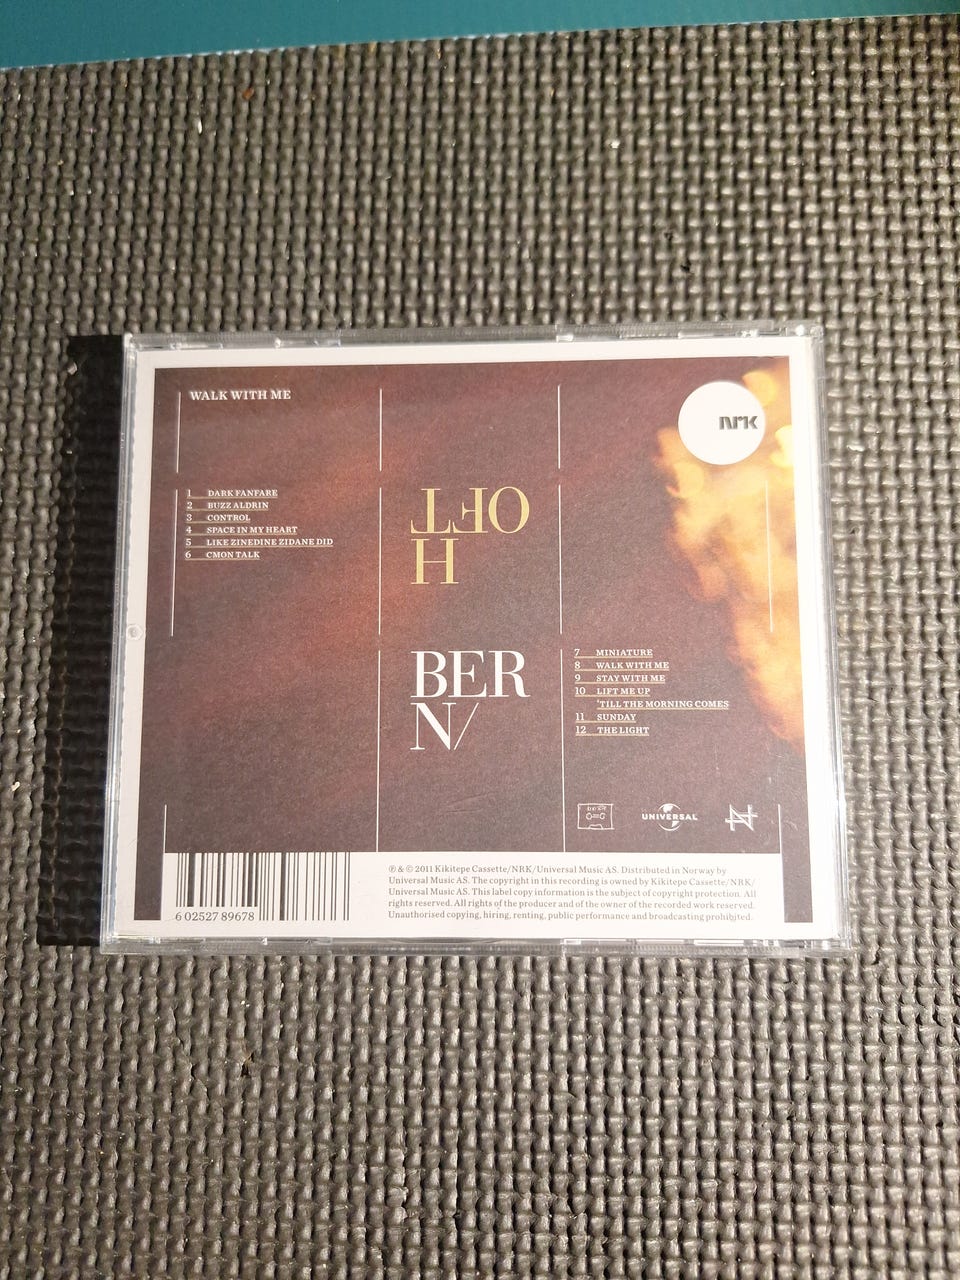 WALK WITH ME
NRK
1 DARK FANFARE
2 BUZZ ALDRIN
3 CONTROL
4 SPACE IN MY HEART
5 LIKE ZINEDINE ZIDANE DID
6 CMON TALK
H
OFT
BER
N/
7 MINIATURE
8 WALK WITH ME
9 STAY WITH ME
10 LIFT ME UP
'TILL THE MORNING COMES
11 SUNDAY
12 THE LIGHT
UNIVERSAL
6 02527 89678
℗ & © 2011 Kikitepe Cassette/NRK/Universal Music AS. Distributed in Norway by
Universal Music AS. The copyright in this recording is owned by Kikitepe Cassette/NRK/
Universal Music AS. This label copy information is the subject of copyright protection. All
rights reserved. All rights of the producer and of the owner of the recorded work reserved.
Unauthorised copying, hiring, renting, public performance and broadcasting prohibited.